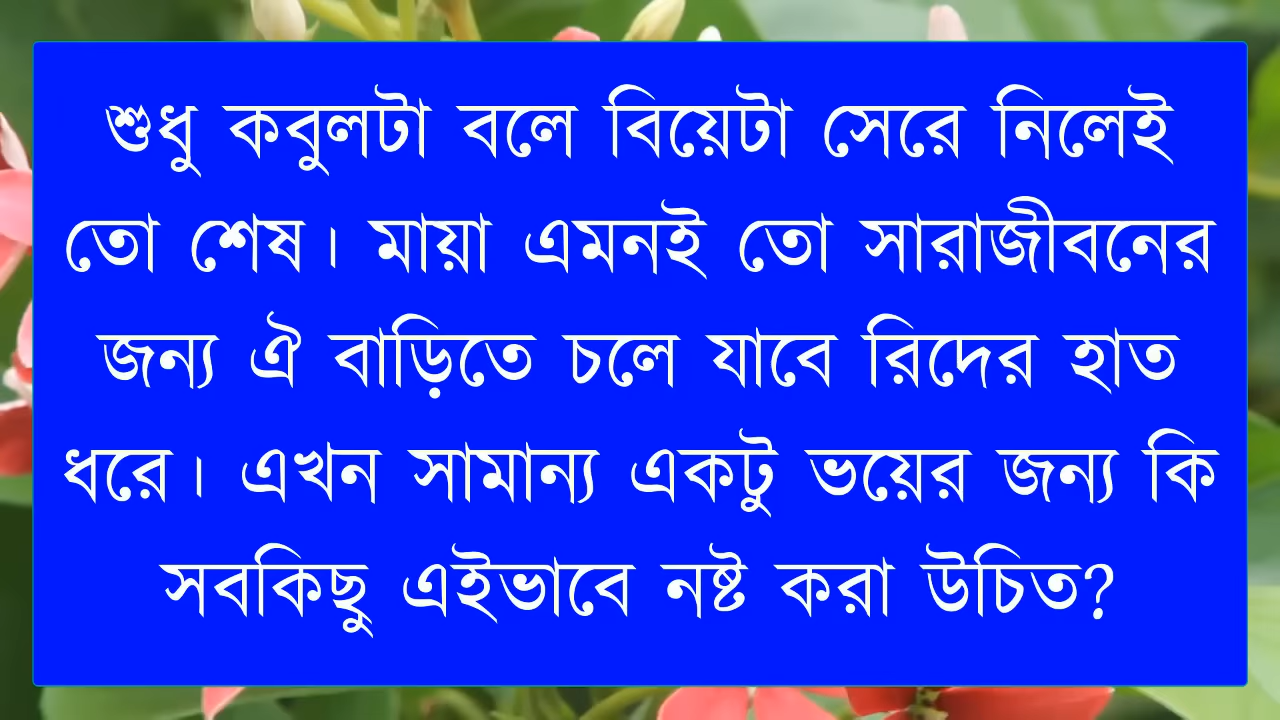 শুধু কবুলটা বলে বিয়েটা সেরে নিলেই
তো শেষ। মায়া এমনই তো সারাজীবনের
জন্য ঐ বাড়িতে চলে যাবে রিদের হাত
ধরে। এখন সামান্য একটু ভয়ের জন্য কি
সবকিছু এইভাবে নষ্ট করা উচিত?